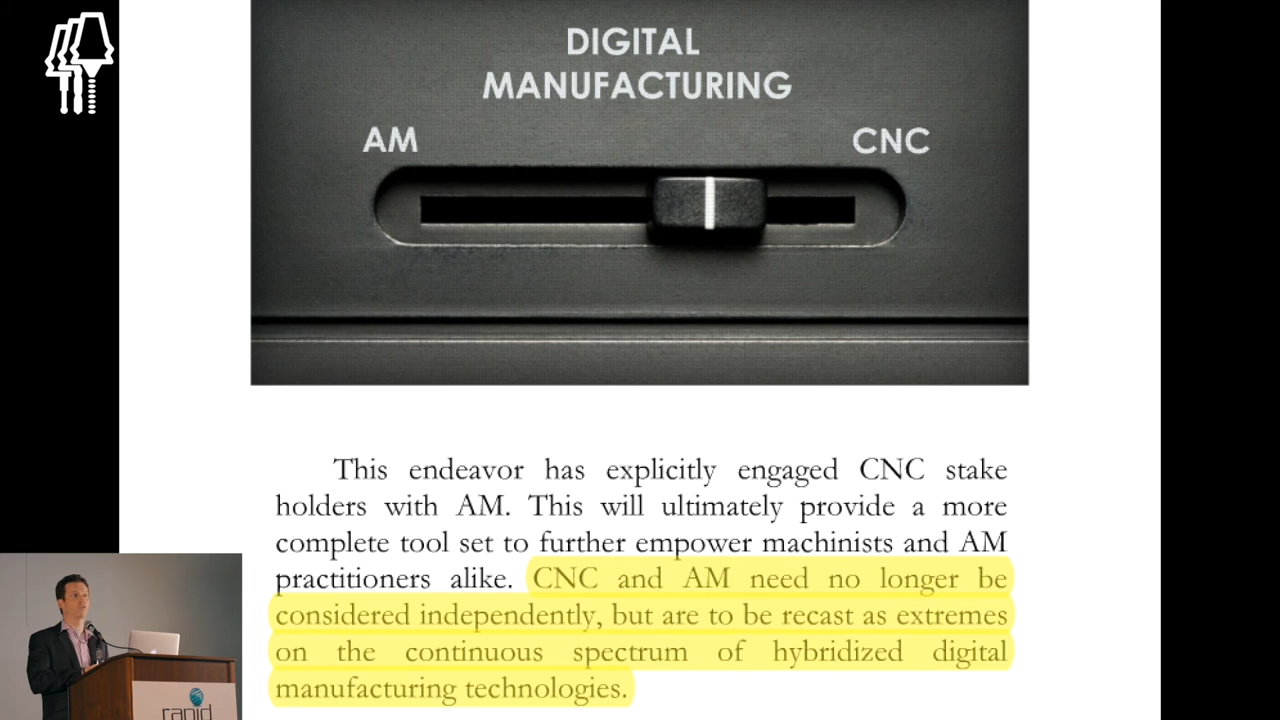 DIGITAL
MANUFACTURING
AM
CNC
This endeavor has explicitly engaged CNC stake
holders with AM. This will ultimately provide a more
complete tool set to further empower machinists and AM
practitioners alike. CNC and AM need no longer be
considered independently, but are to be recast as extremes
on the continuous spectrum of hybridized digital
manufacturing technologies.
rapid